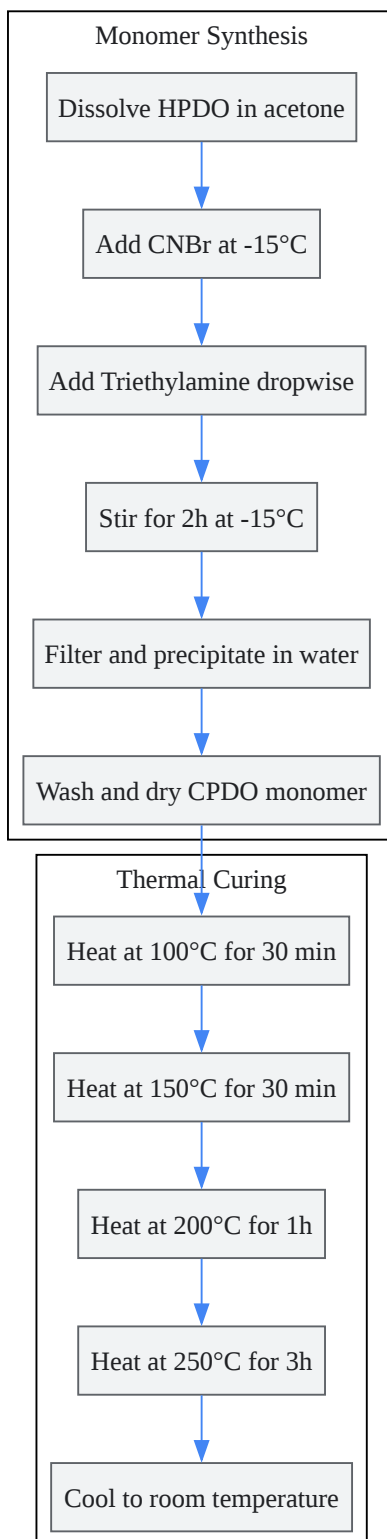 Monomer Synthesis
Dissolve HPDO in acetone
Add CNBr at -15°C
Add Triethylamine dropwise
Stir for 2h at -15°C
Filter and precipitate in water
Wash and dry CPDO monomer
Thermal Curing
Heat at 100°C for 30 min
Heat at 150°C for 30 min
Heat at 200°C for 1h
Heat at 250°C for 3h
Cool to room temperature